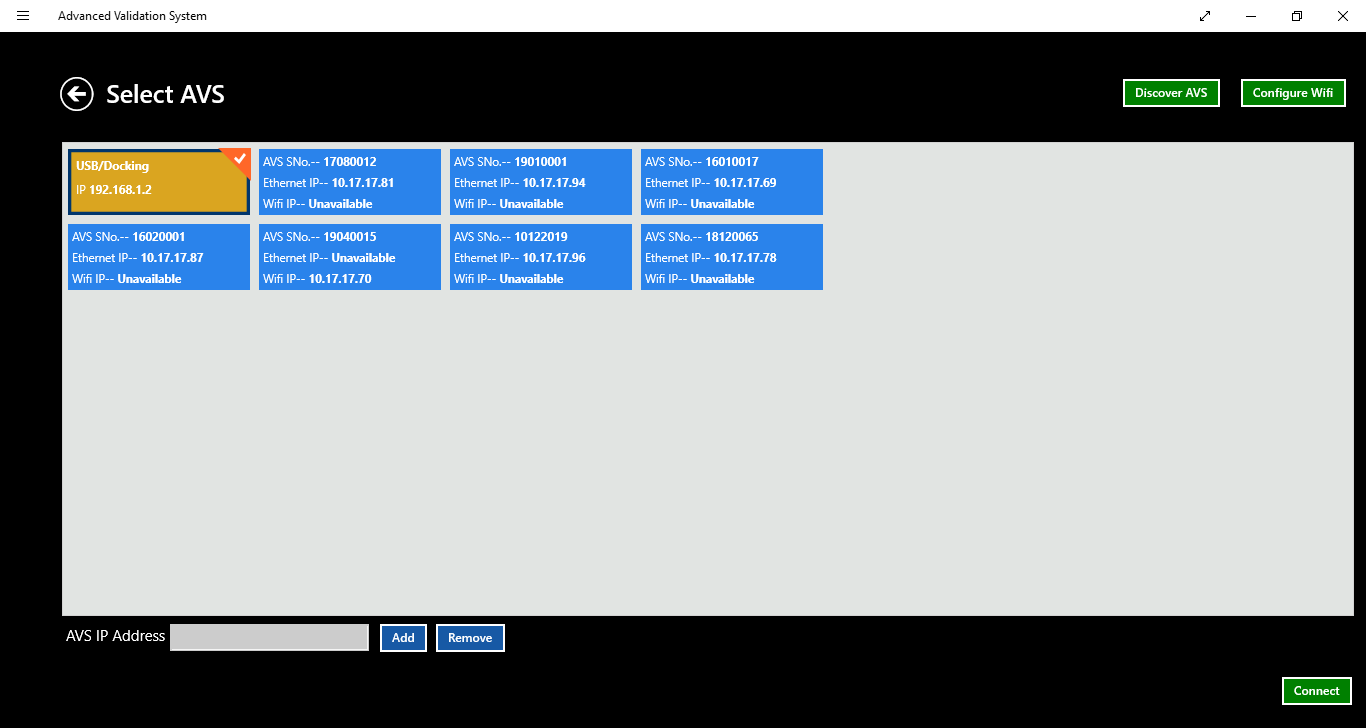 Advanced Validation System
Select AVS
Discover AVS
Configure Wifi
USB/Docking
IP 192.168.1.2
AVS SNo.-- 17080012
Ethernet IP-- 10.17.17.81
Wifi IP-- Unavailable
AVS SNo.-- 19010001
Ethernet IP-- 10.17.17.94
Wifi IP-- Unavailable
AVS SNo.-- 16010017
Ethernet IP-- 10.17.17.69
Wifi IP-- Unavailable
AVS SNo.-- 16020001
Ethernet IP-- 10.17.17.87
Wifi IP-- Unavailable
AVS SNo.-- 19040015
Ethernet IP-- Unavailable
Wifi IP-- 10.17.17.70
AVS SNo.-- 10122019
Ethernet IP-- 10.17.17.96
Wifi IP-- Unavailable
AVS SNo.-- 18120065
Ethernet IP-- 10.17.17.78
Wifi IP-- Unavailable
AVS IP Address
Add
Remove
Connect